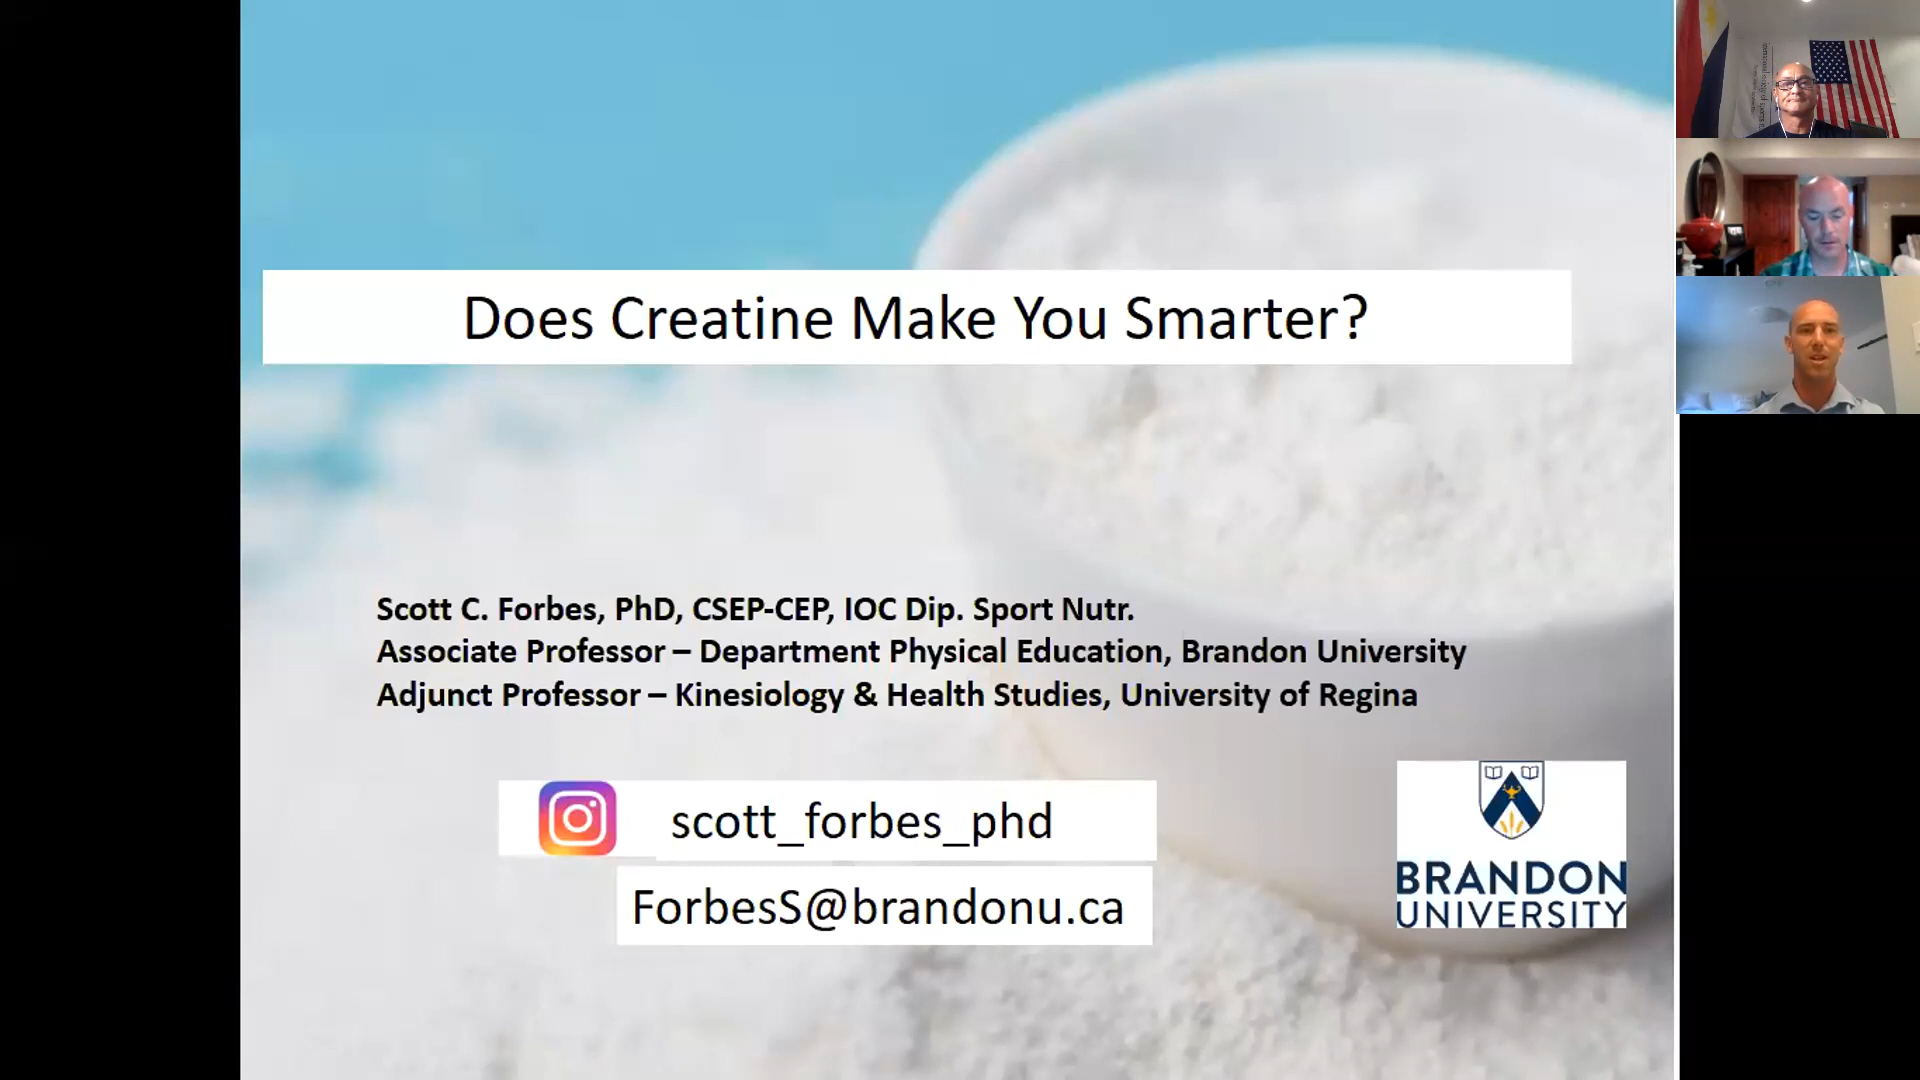 Does Creatine Make You Smarter?
Scott C. Forbes, PhD, CSEP-CEP, IOC Dip. Sport Nutr.
Associate Professor – Department Physical Education, Brandon University
Adjunct Professor – Kinesiology & Health Studies, University of Regina
scott_forbes_phd
ForbesS@brandonu.ca
BRANDON
UNIVERSITY